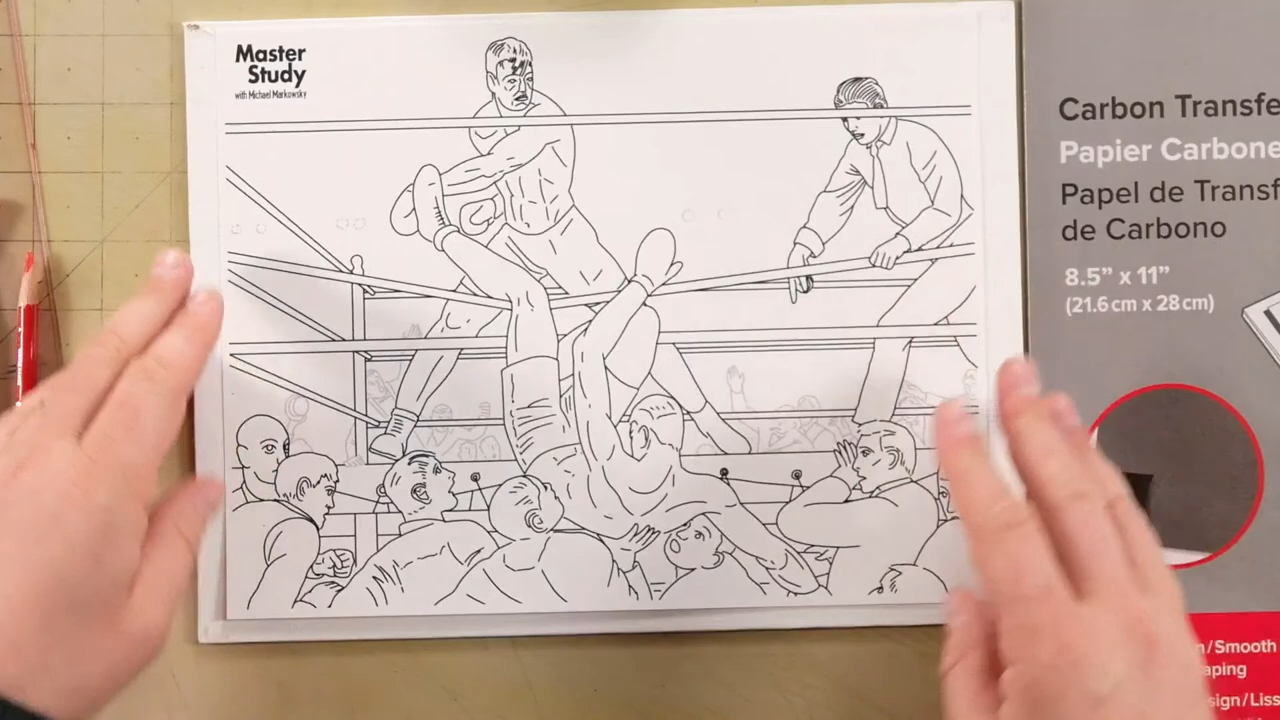 Master
Study
with Michael Markowsky
Carbon Transfe
Papier Carbone
Papel de Transf
de Carbono
8.5" x 11"
(21.6 cm x 28 cm)
n/Smooth
aping
sign/Liss